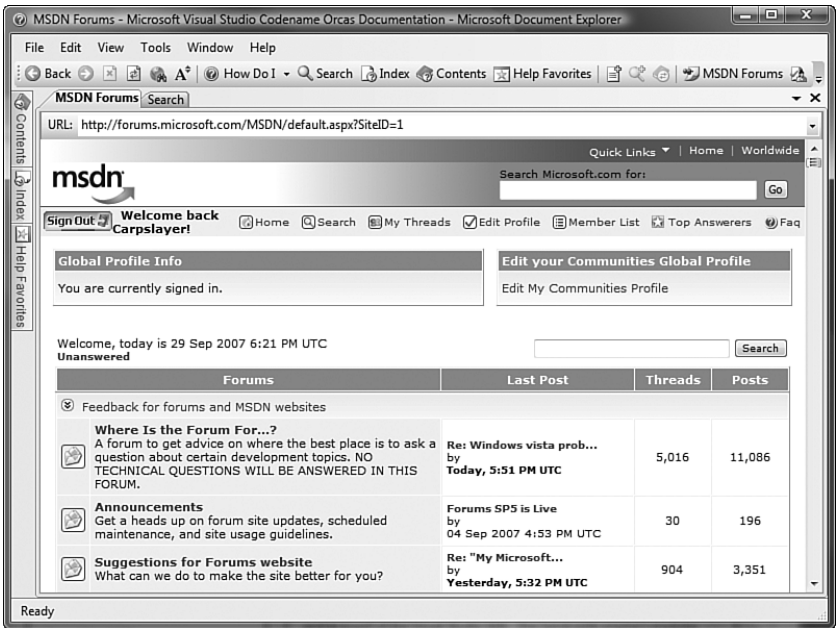 MSDN Forums - Microsoft Visual Studio Codename Orcas Documentation - Microsoft Document Explorer
File Edit View Tools Window Help
Back How Do I Search Index Contents Help Favorites MSDN Forums
MSDN Forums Search
URL: http://forums.microsoft.com/MSDN/default.aspx?SiteID=1
Contents
Index
Help Favorites
Quick Links | Home | Worldwide
msdn
Search Microsoft.com for:
Go
Sign Out Welcome back Carpslayer! Home Search My Threads Edit Profile Member List Top Answerers Faq
Global Profile Info
You are currently signed in.
Edit your Communities Global Profile
Edit My Communities Profile
Welcome, today is 29 Sep 2007 6:21 PM UTC
Unanswered
Search
Forums Last Post Threads Posts
Feedback for forums and MSDN websites
Where Is the Forum For...?
A forum to get advice on where the best place is to ask a
question about certain development topics. NO
TECHNICAL QUESTIONS WILL BE ANSWERED IN THIS
FORUM.
Re: Windows vista prob...
by
Today, 5:51 PM UTC
5,016 11,086
Announcements
Get a heads up on forum site updates, scheduled
maintenance, and site usage guidelines.
Forums SP5 is Live
by
04 Sep 2007 4:53 PM UTC
30 196
Suggestions for Forums website
What can we do to make the site better for you?
Re: "My Microsoft...
by
Yesterday, 5:32 PM UTC
904 3,351
Ready